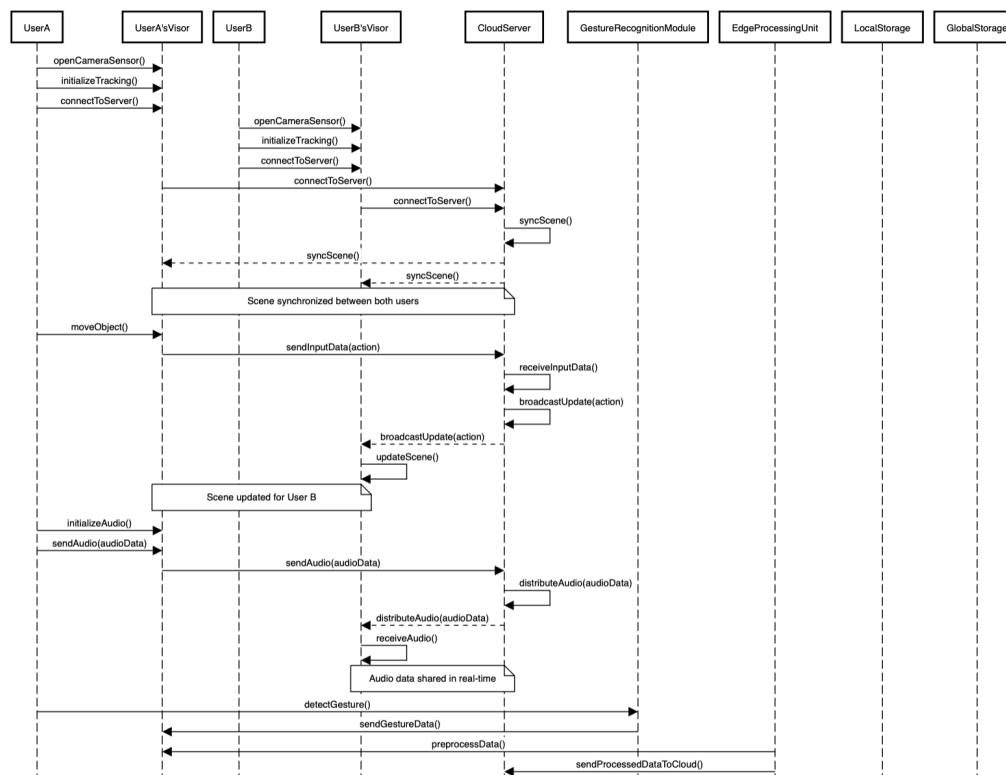 UserA
UserA'sVisor
UserB
UserB'sVisor
CloudServer
GestureRecognitionModule
EdgeProcessingUnit
LocalStorage
GlobalStorage
openCameraSensor()
initializeTracking()
connectToServer()
openCameraSensor()
initializeTracking()
connectToServer()
connectToServer()
connectToServer()
syncScene()
syncScene()
syncScene()
Scene synchronized between both users
moveObject()
sendInputData(action)
receiveInputData()
broadcastUpdate(action)
broadcastUpdate(action)
updateScene()
Scene updated for User B
initializeAudio()
sendAudio(audioData)
sendAudio(audioData)
distributeAudio(audioData)
distributeAudio(audioData)
receiveAudio()
Audio data shared in real-time
detectGesture()
sendGestureData()
preprocessData()
sendProcessedDataToCloud()